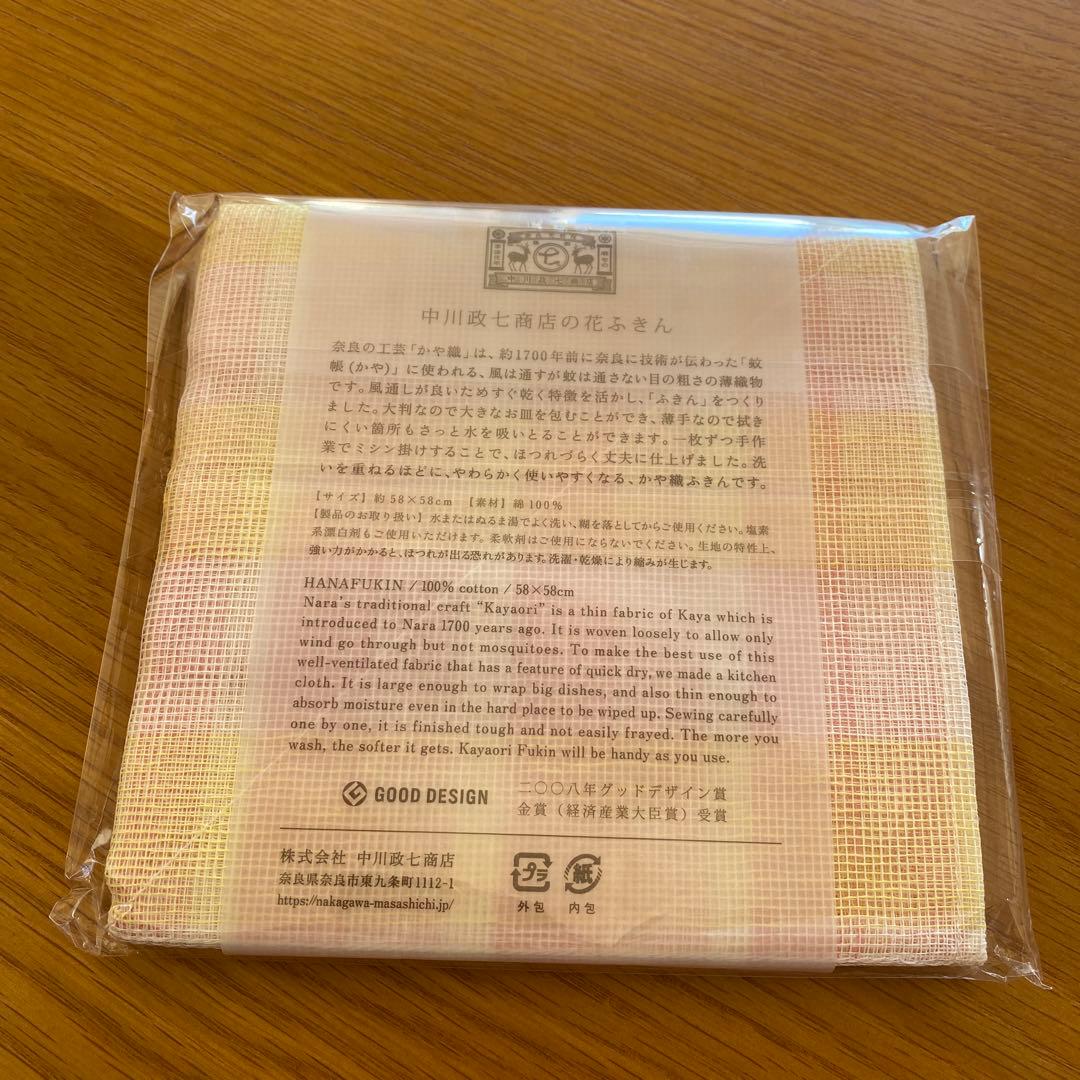 中川政七商店
中川政七商店の花ふきん
奈良の工芸「かや織」は、約1700年前に奈良に技術が伝わった「蚊
帳(かや)」に使われる、風は通すが蚊は通さない目の粗さの薄織物
です。風通しが良いためすぐ乾く特徴を活かし、「ふきん」をつくり
ました。大判なので大きなお皿を包むことができ、薄手なので拭き
にくい箇所もさっと水を吸いとることができます。一枚ずつ手作
業でミシン掛けすることで、ほつれづらく丈夫に仕上げました。洗
いを重ねるほどに、やわらかく使いやすくなる、かや織ふきんです。
【サイズ】約58×58cm 【素材】綿100%
【製品のお取り扱い】水またはぬるま湯でよく洗い、糊を落としてからご使用ください。塩素
系漂白剤もご使用いただけます。柔軟剤はご使用にならないでください。生地の特性上、
強い力がかかると、ほつれが出る恐れがあります。洗濯・乾燥により縮みが生じます。
HANAFUKIN / 100% cotton / 58×58cm
Nara's traditional craft "Kayaori" is a thin fabric of Kaya which is
introduced to Nara 1700 years ago. It is woven loosely to allow only
wind go through but not mosquitoes. To make the best use of this
well-ventilated fabric that has a feature of quick dry, we made a kitchen
cloth. It is large enough to wrap big dishes, and also thin enough to
absorb moisture even in the hard place to be wiped up. Sewing carefully
one by one, it is finished tough and not easily frayed. The more you
wash, the softer it gets. Kayaori Fukin will be handy as you use.
GOOD DESIGN
二〇〇八年グッドデザイン賞
金賞(経済産業大臣賞)受賞
株式会社 中川政七商店
奈良県奈良市東九条町1112-1
https://nakagawa-masashichi.jp/
プラ
外包
紙
内包